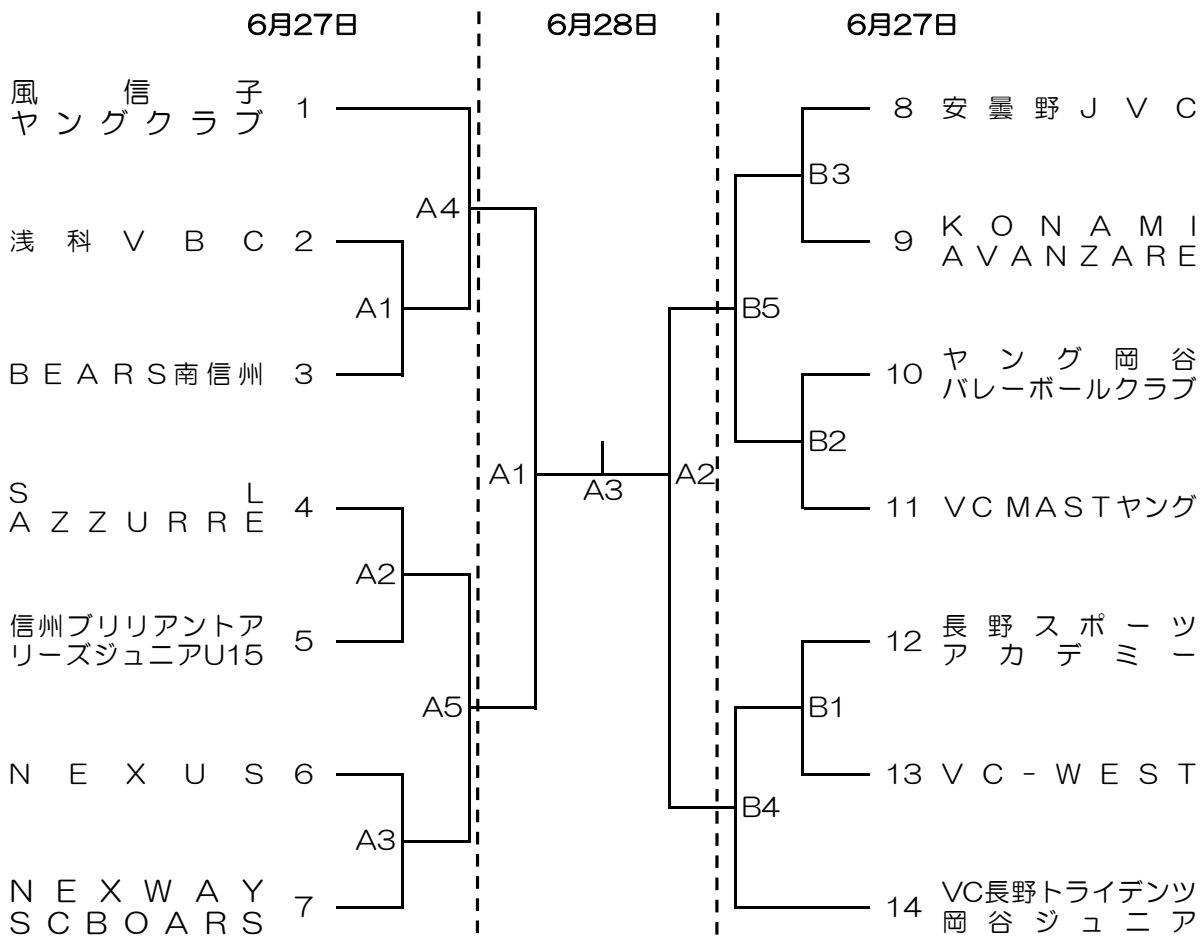 6月27日
6月28日
6月27日
風信子
ヤングクラブ
1
浅科VBC
2
BEARS南信州
3
SL
AZZURRE
4
信州ブリリアントア
リーズジュニアU15
5
NEXUS
6
NEXWAY
SCBOARS
7
A4
A1
A2
A5
A3
A1
A3
A2
B3
B5
B2
B1
B4
8
安曇野JVC
9
KONAMI
AVANZARE
10
ヤング岡谷
バレーボールクラブ
11
VC MASTヤング
12
長野スポーツ
アカデミー
13
VC-WEST
14
VC長野トライデンツ
岡谷ジュニア